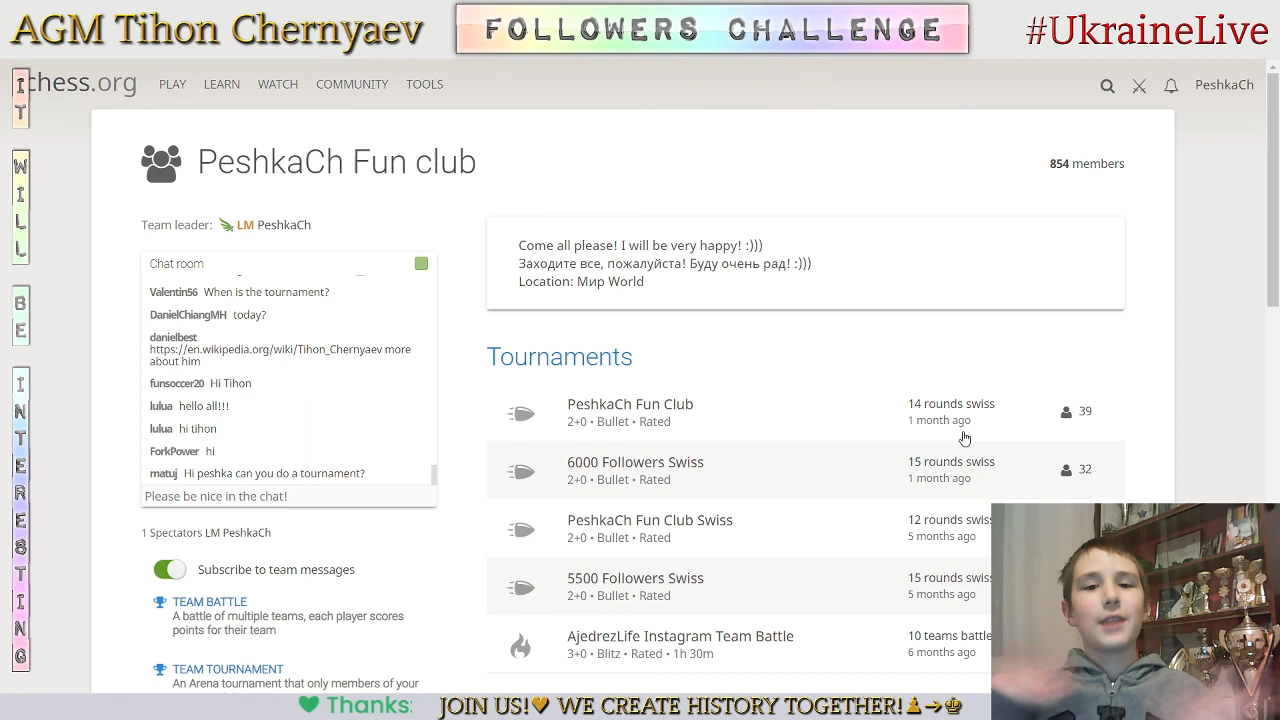 AGM Tihon Chernyaev
FOLLOWERS CHALLENGE
#UkraineLive
IT WILL BE INTERESTING
chess.org
PLAY LEARN WATCH COMMUNITY TOOLS
PeshkaCh
PeshkaCh Fun club
854 members
Team leader: LM PeshkaCh
Chat room
Valentin56 When is the tournament?
DanielChiangMH today?
danielbest
https://en.wikipedia.org/wiki/Tihon_Chernyaev more
about him
funsoccer20 Hi Tihon
lulua hello all!!!
lulua hi tihon
ForkPower hi
matuj Hi peshka can you do a tournament?
Please be nice in the chat!
1 Spectators LM PeshkaCh
Subscribe to team messages
TEAM BATTLE
A battle of multiple teams, each player scores
points for their team
TEAM TOURNAMENT
An Arena tournament that only members of your
Come all please! I will be very happy! :)))
Заходите все, пожалуйста! Буду очень рад! :)))
Location: Мир World
Tournaments
PeshkaCh Fun Club
2+0 • Bullet • Rated
14 rounds swiss
1 month ago
39
6000 Followers Swiss
2+0 • Bullet • Rated
15 rounds swiss
1 month ago
32
PeshkaCh Fun Club Swiss
2+0 • Bullet • Rated
12 rounds swiss
5 months ago
5500 Followers Swiss
2+0 • Bullet • Rated
15 rounds swiss
5 months ago
AjedrezLife Instagram Team Battle
3+0 • Blitz • Rated • 1h 30m
10 teams battle
6 months ago
Thanks:
JOIN US!🧡 WE CREATE HISTORY TOGETHER!♟→♚